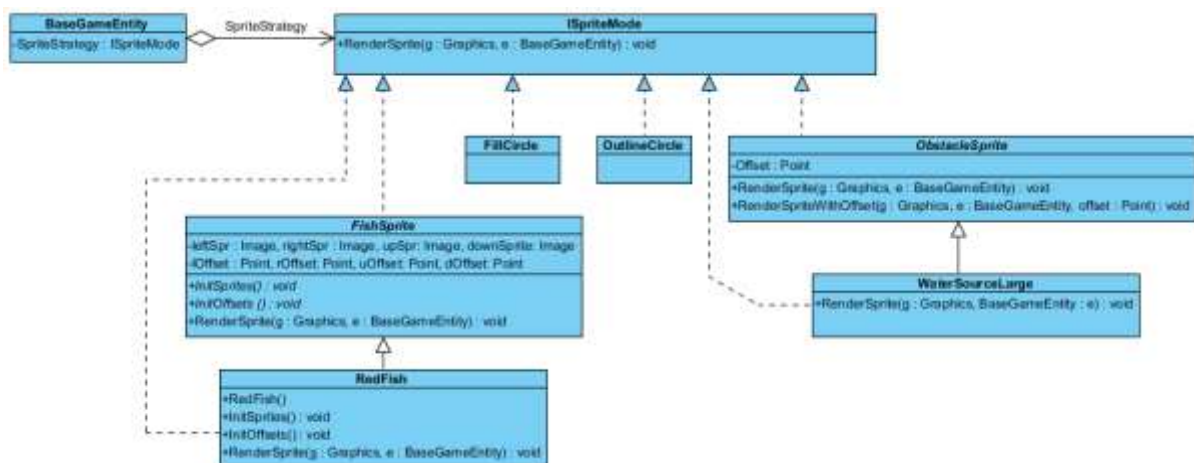 BaseGameEntity
-SpriteStrategy : ISpriteMode
SpriteStrategy
ISpriteMode
+RenderSprite(g : Graphics, e : BaseGameEntity) : void
FillCircle
OutlineCircle
ObstacleSprite
-Offset : Point
+RenderSprite(g : Graphics, e : BaseGameEntity) : void
+RenderSpriteWithOffset(g : Graphics, e : BaseGameEntity, offset : Point) : void
FishSprite
-leftSpr : Image, rightSpr : Image, upSpr: Image, downSprite: Image
-lOffset : Point, rOffset: Point, uOffset: Point, dOffset: Point
+InitSprites() : void
+InitOffsets () : void
+RenderSprite(g : Graphics, e : BaseGameEntity) : void
WaterSourceLarge
+RenderSprite(g : Graphics, BaseGameEntity : e) : void
RedFish
+RedFish()
+InitSprites() : void
+InitOffsets() : void
+RenderSprite(g : Graphics, e : BaseGameEntity) : void